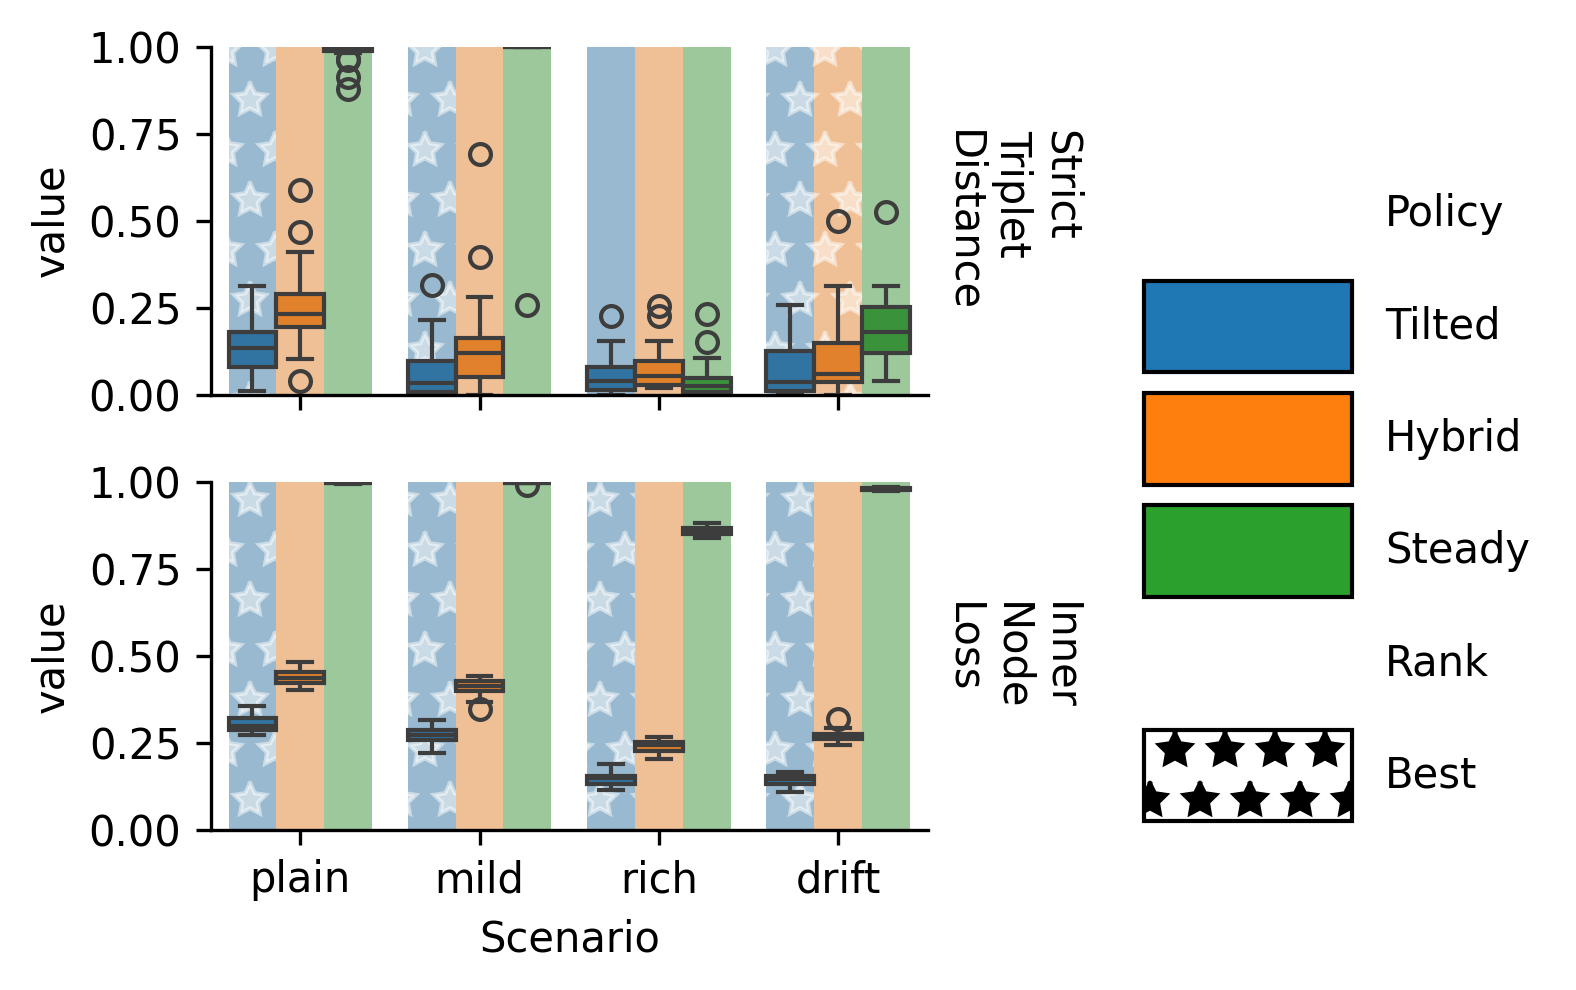 1.00
0.75
0.50
0.25
0.00
value
Strict
Triplet
Distance
1.00
0.75
0.50
0.25
0.00
value
Inner
Node
Loss
plain
mild
rich
drift
Scenario
Policy
Tilted
Hybrid
Steady
Rank
Best